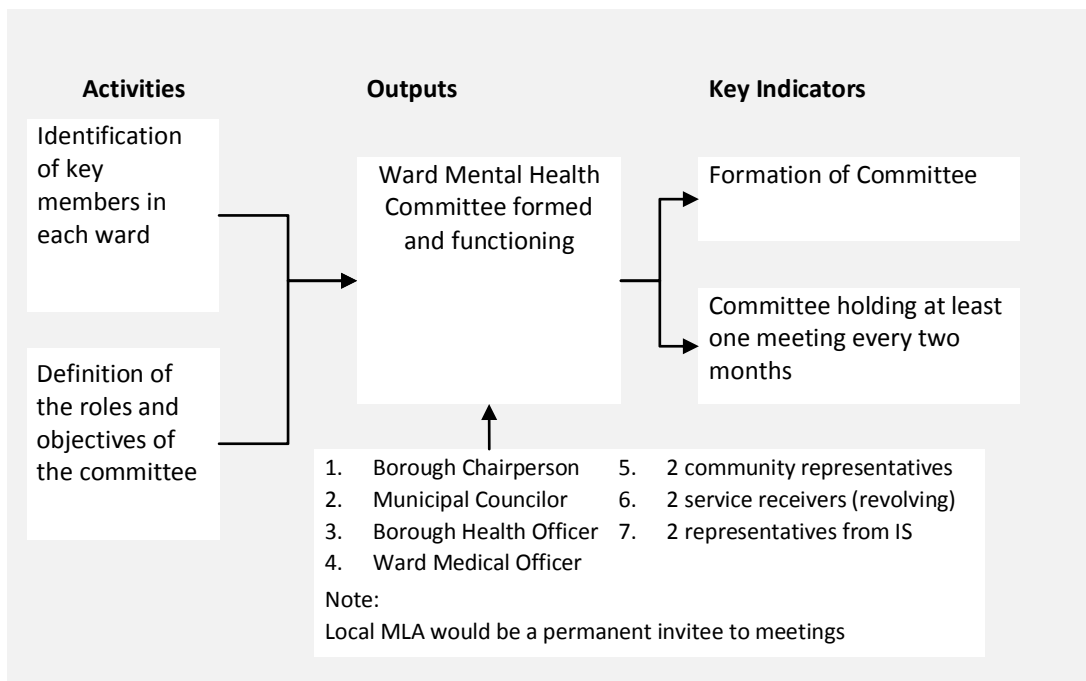 Activities
Outputs
Key Indicators
Identification
of key
members in
each ward
Definition of
the roles and
objectives of
the committee
Ward Mental Health
Committee formed
and functioning
Formation of Committee
Committee holding at least
one meeting every two
months
1. Borough Chairperson
2. Municipal Councilor
3. Borough Health Officer
4. Ward Medical Officer
5. 2 community representatives
6. 2 service receivers (revolving)
7. 2 representatives from IS
Note:
Local MLA would be a permanent invitee to meetings